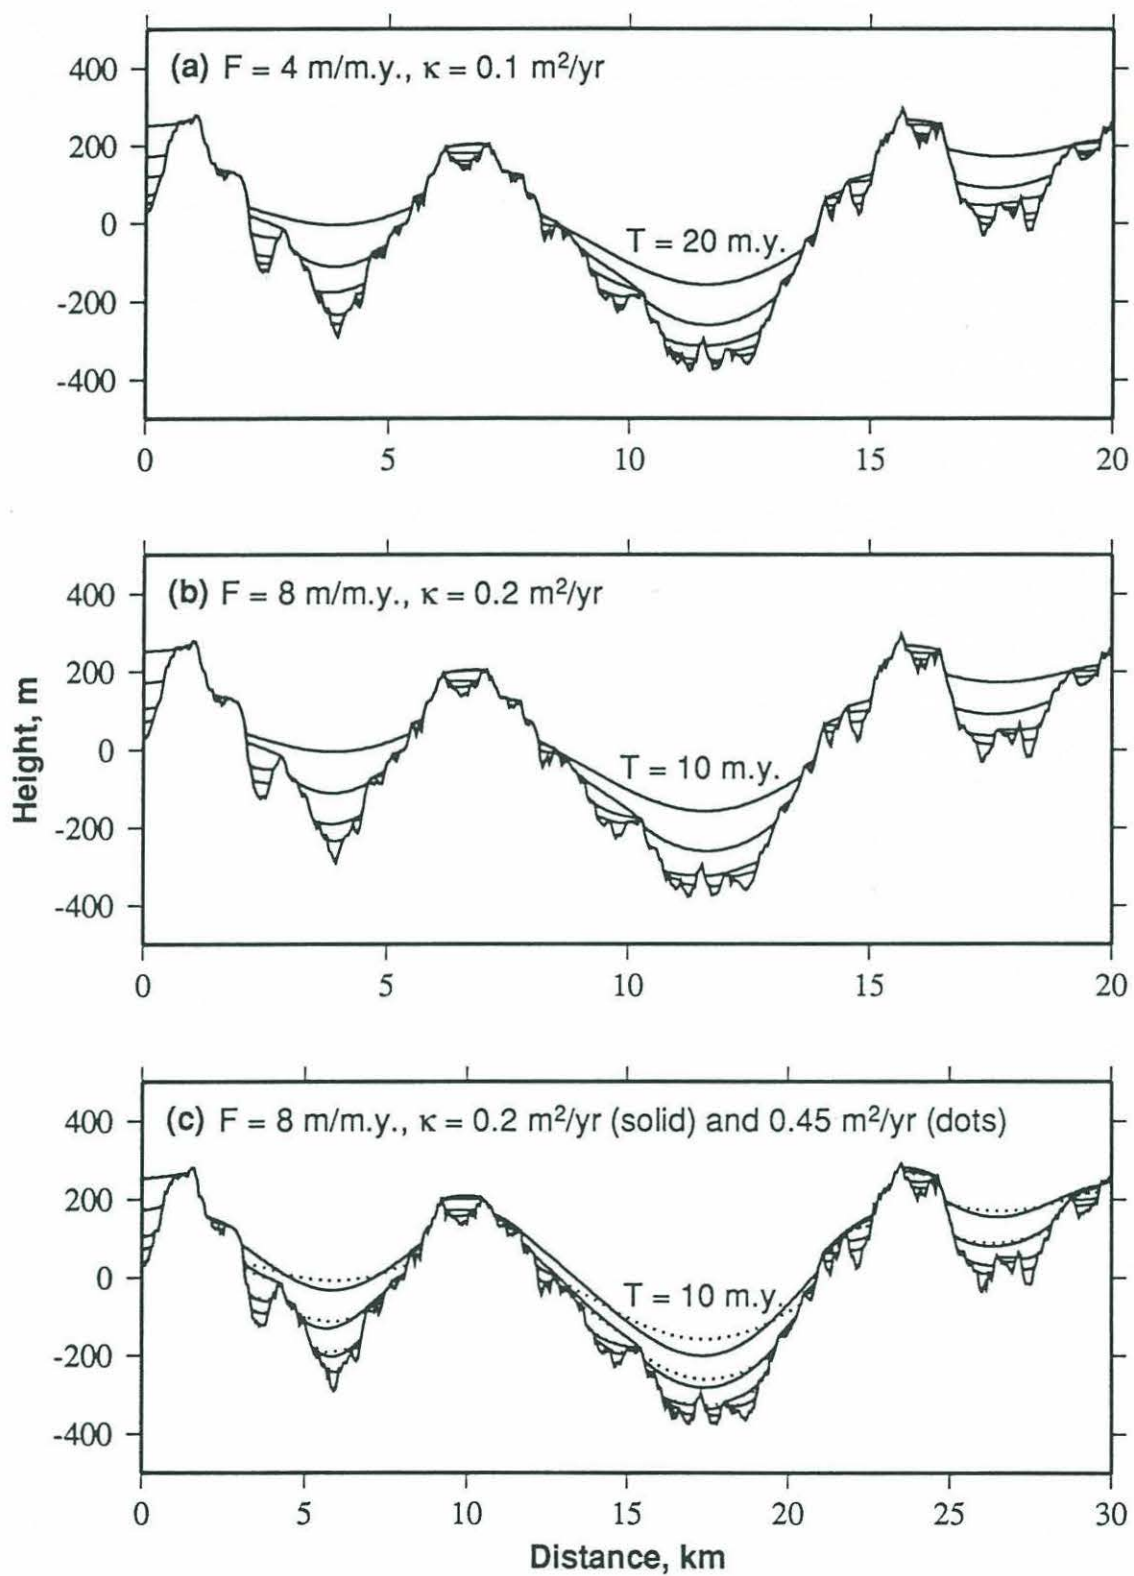 (a) F = 4 m/m.y., κ = 0.1 m²/yr
400
200
0
-200
-400
T = 20 m.y.
0 5 10 15 20
(b) F = 8 m/m.y., κ = 0.2 m²/yr
400
200
0
-200
-400
T = 10 m.y.
0 5 10 15 20
Height, m
(c) F = 8 m/m.y., κ = 0.2 m²/yr (solid) and 0.45 m²/yr (dots)
400
200
0
-200
-400
T = 10 m.y.
0 5 10 15 20 25 30
Distance, km